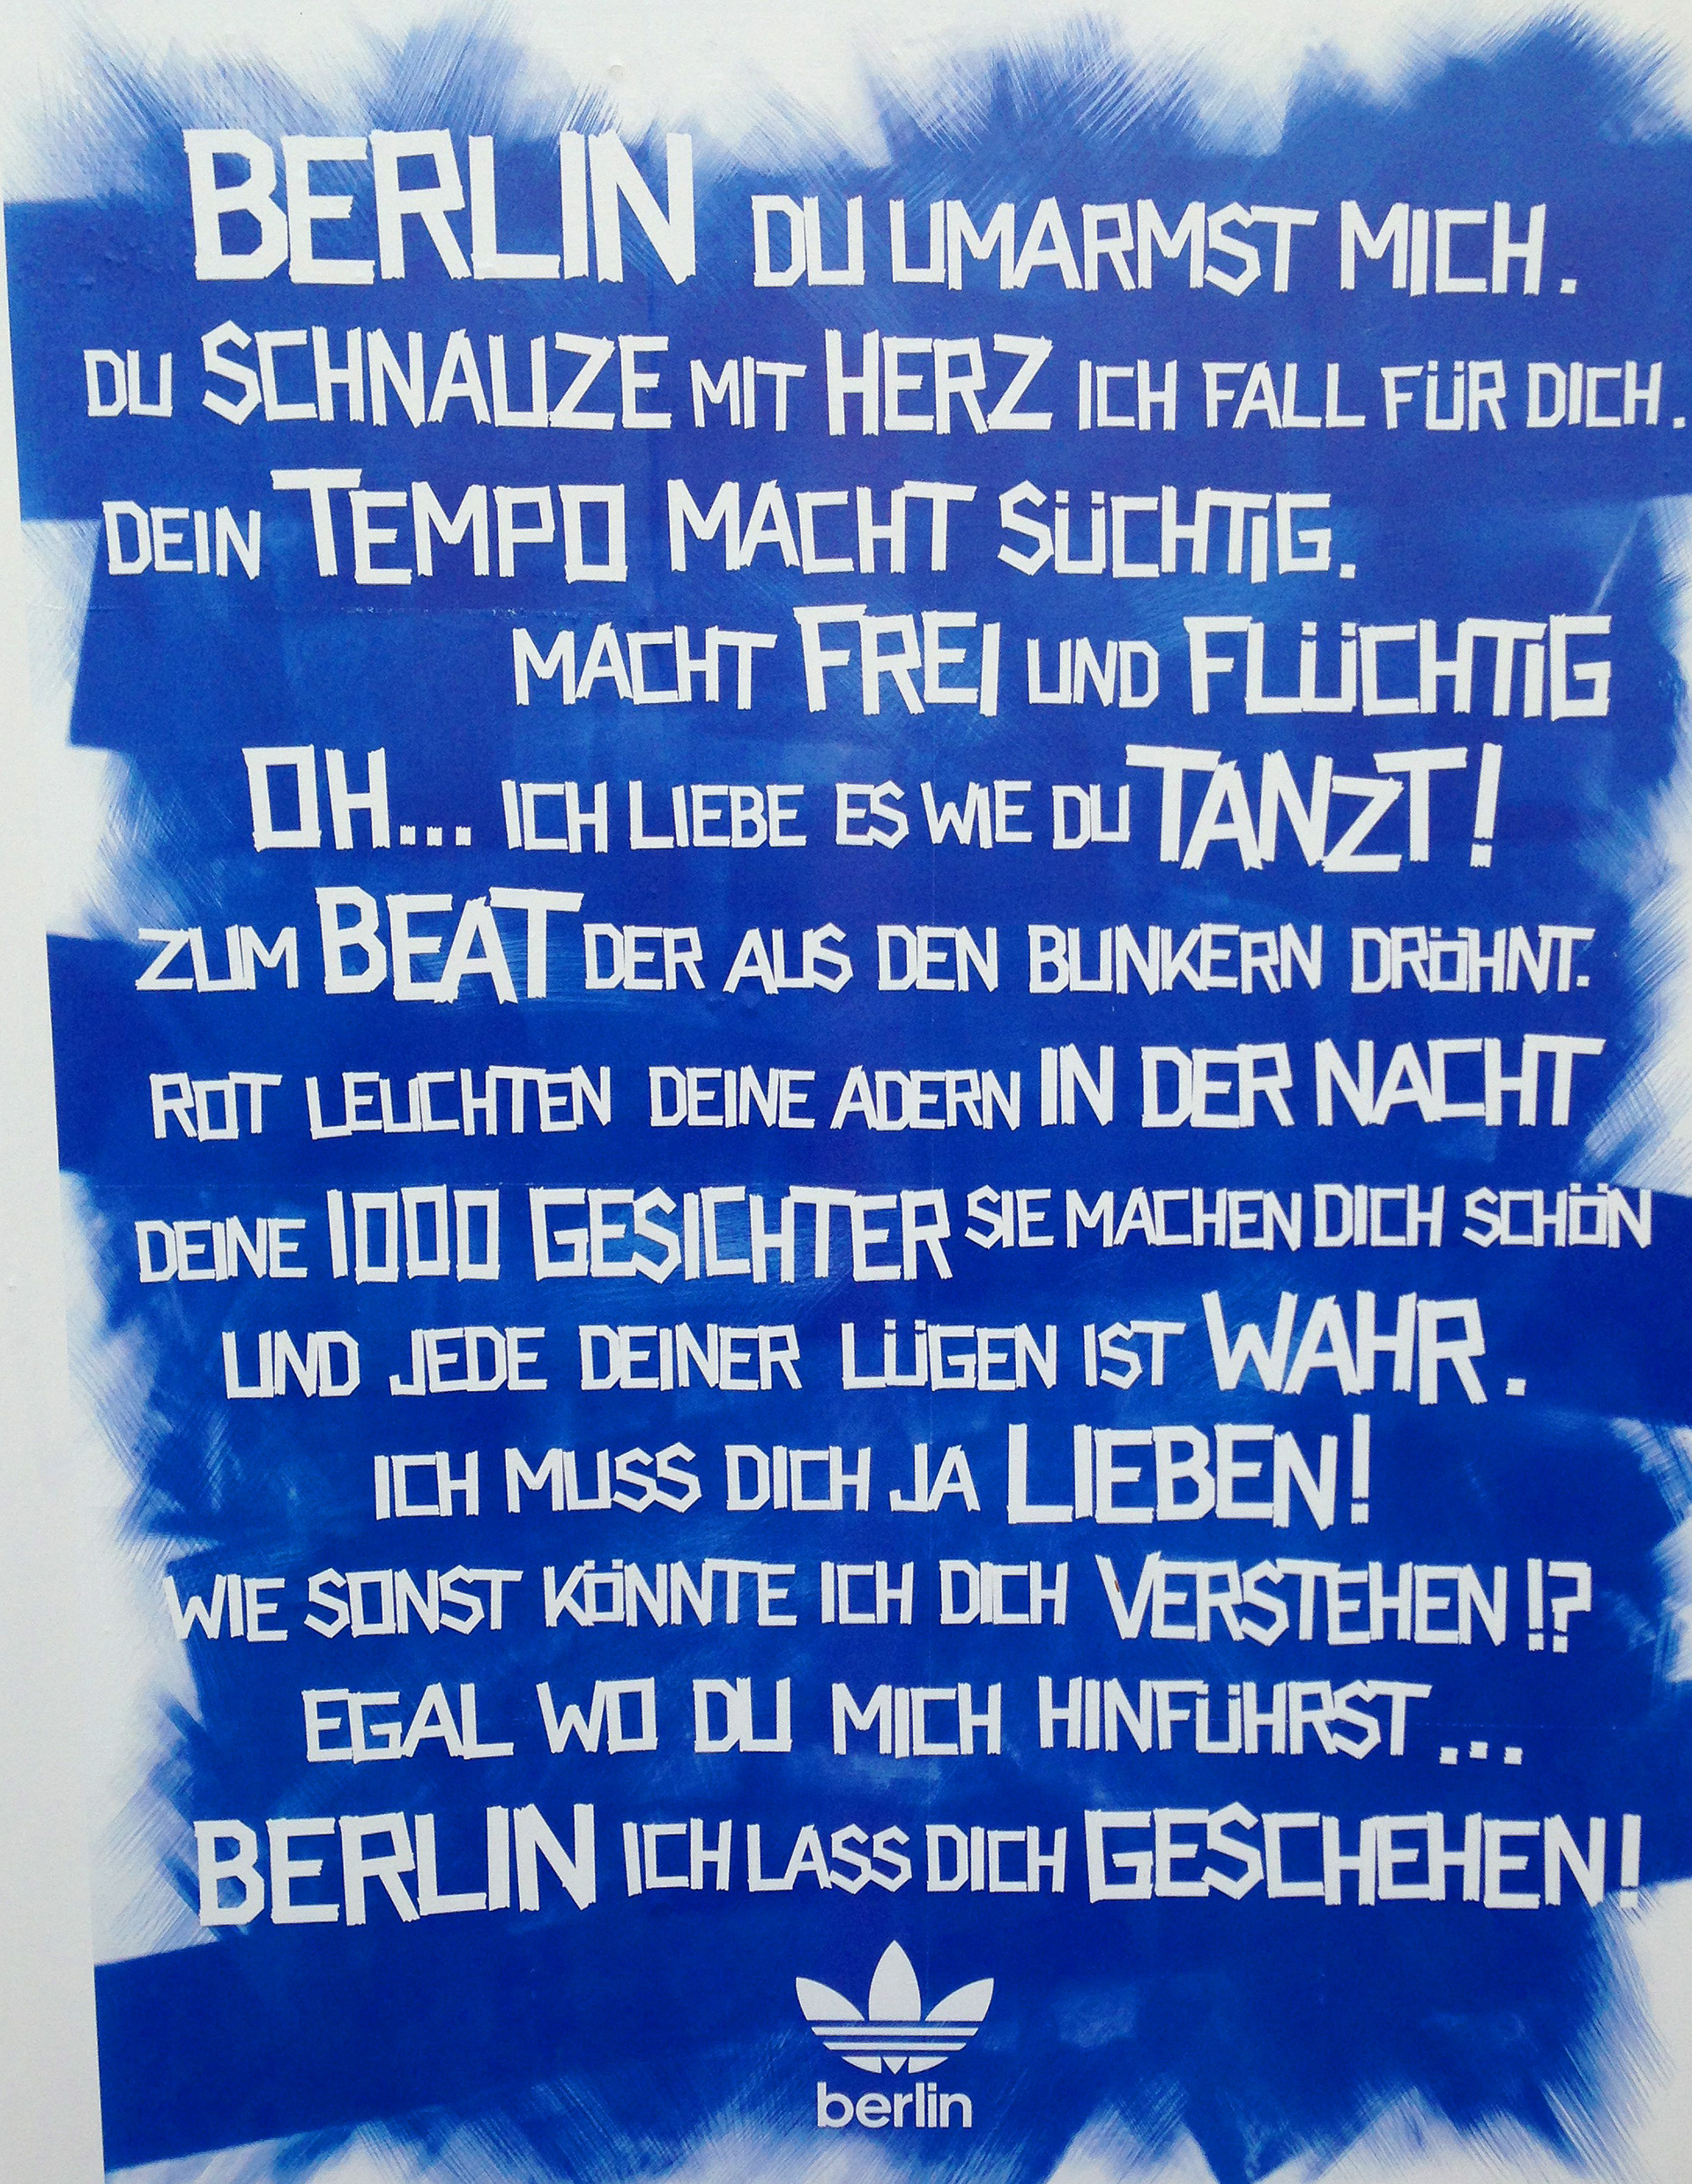 BERLIN DU UMARMST MICH.
DU SCHNAUZE MIT HERZ ICH FALL FÜR DICH.
DEIN TEMPO MACHT SÜCHTIG.
MACHT FREI UND FLÜCHTIG
OH... ICH LIEBE ES WIE DU TANZT!
ZUM BEAT DER AUS DEN BUNKERN DRÖHNT.
ROT LEUCHTEN DEINE ADERN IN DER NACHT
DEINE 1000 GESICHTER SIE MACHEN DICH SCHÖN
UND JEDE DEINER LÜGEN IST WAHR.
ICH MUSS DICH JA LIEBEN!
WIE SONST KÖNNTE ICH DICH VERSTEHEN!?
EGAL WO DU MICH HINFÜHRST...
BERLIN ICH LASS DICH GESCHEHEN!
berlin